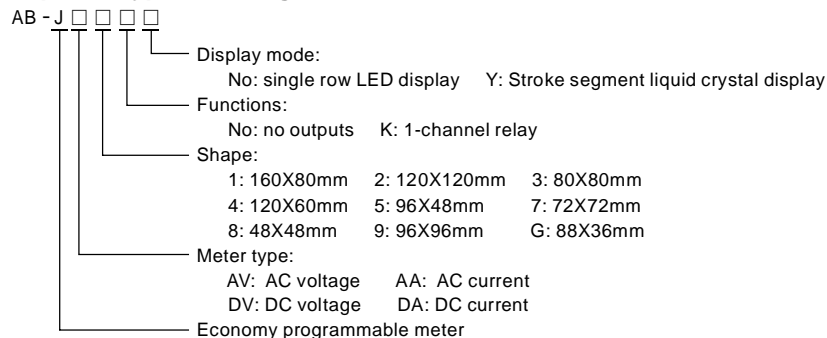 AB-J□□□□
Display mode:
No: single row LED display Y: Stroke segment liquid crystal display
Functions:
No: no outputs K: 1-channel relay
Shape:
1: 160X80mm 2: 120X120mm 3: 80X80mm
4: 120X60mm 5: 96X48mm 7: 72X72mm
8: 48X48mm 9: 96X96mm G: 88X36mm
Meter type:
AV: AC voltage AA: AC current
DV: DC voltage DA: DC current
Economy programmable meter